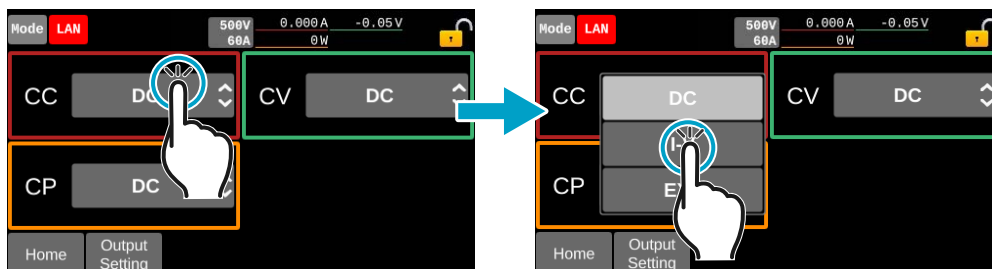 Mode LAN 500V 0.000 A -0.05 V
60A 0 W
CC DC CV DC
CP DC
Home Output
Setting
Mode LAN 500V 0.000 A -0.05 V
60A 0 W
CC DC CV DC
CP
Home Output
Setting